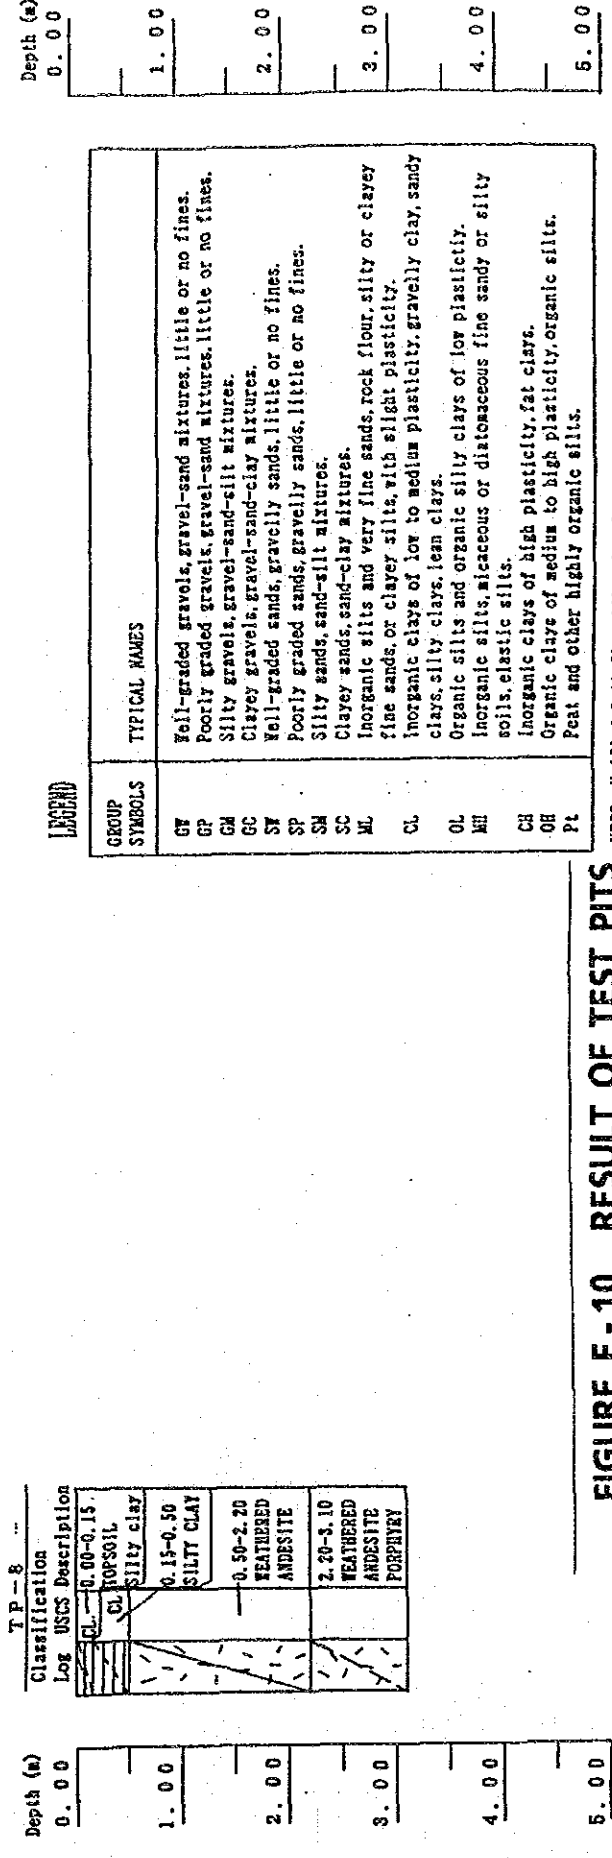 TP-8
Depth (m)
Classification
Log USCS Description
0.00
CL 0.00-0.15
TOPSOIL
Silty clay
CL 0.15-0.50
SILTY CLAY
1.00
0.50-2.20
WEATHERED
ANDESITE
2.00
2.20-3.10
WEATHERED
ANDESITE
PORPHYRY
3.00
4.00
5.00
LEGEND
GROUP
SYMBOLS TYPICAL NAMES
GW Well-graded gravels,gravel-sand mixtures,little or no fines.
GP Poorly graded gravels,gravel-sand mixtures,little or no fines.
GM Silty gravels,gravel-sand-silt mixtures.
GC Clayey gravels,gravel-sand-clay mixtures.
SW Well-graded sands,gravelly sands,little or no fines.
SP Poorly graded sands,gravelly sands,little or no fines.
SM Silty sands,sand-silt mixtures.
SC Clayey sands,sand-clay mixtures.
ML Inorganic silts and very fine sands,rock flour,silty or clayey
fine sands,or clayey silts,with slight plasticity.
CL Inorganic clays of low to medium plasticity,gravelly clay,sandy
clays,silty clays,lean clays.
OL Organic silts and organic silty clays of low plastictiy.
MH Inorganic silts,micaceous or diatomaceous fine sandy or silty
soils,elastic silts.
CH Inorganic clays of high plasticity,fat clays.
OH Organic clays of medium to high plasticity,organic silts.
Pt Peat and other highly organic silts.
Depth (m)
0.00
1.00
2.00
3.00
4.00
5.00
FIGURE F-10 RESULT OF TEST PITS